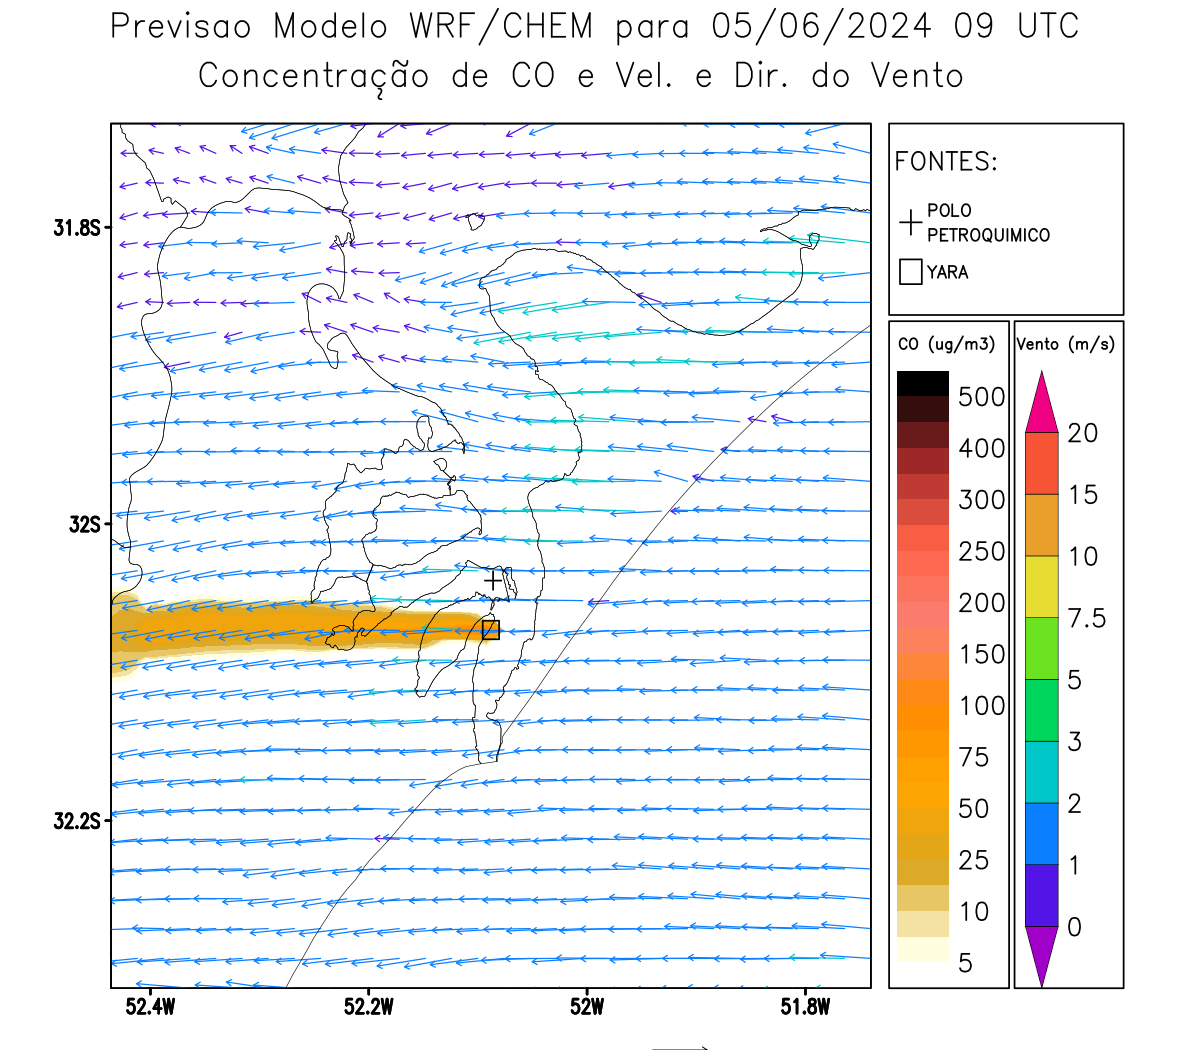 Previsao Modelo WRF/CHEM para 05/06/2024 09 UTC
Concentração de CO e Vel. e Dir. do Vento
FONTES:
POLO
PETROQUIMICO
YARA
CO (ug/m3)
500
400
300
250
200
150
100
75
50
25
10
5
Vento (m/s)
20
15
10
7.5
5
3
2
1
0
31.8S
32S
32.2S
52.4W
52.2W
52W
51.8W